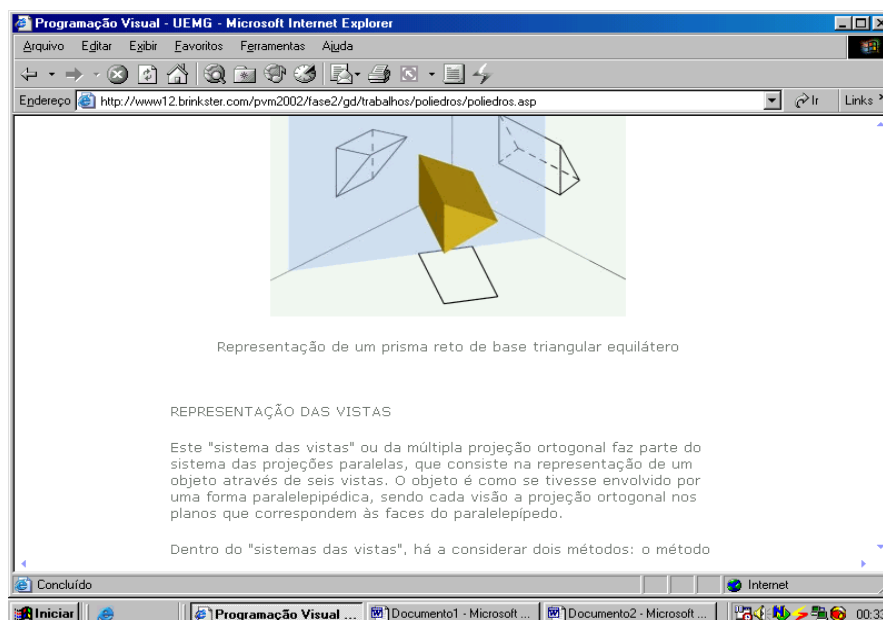 Programação Visual - UEMG - Microsoft Internet Explorer
Arquivo Editar Exibir Favoritos Ferramentas Ajuda
Endereço http://www12.brinkster.com/pvm2002/fase2/gd/trabalhos/poliedros/poliedros.asp Ir Links
Representação de um prisma reto de base triangular equilátero
REPRESENTAÇÃO DAS VISTAS
Este "sistema das vistas" ou da múltipla projeção ortogonal faz parte do
sistema das projeções paralelas, que consiste na representação de um
objeto através de seis vistas. O objeto é como se tivesse envolvido por
uma forma paralelepipédica, sendo cada visão a projeção ortogonal nos
planos que correspondem às faces do paralelepípedo.
Dentro do "sistemas das vistas", há a considerar dois métodos: o método
Concluído Internet
Iniciar Programação Visual ... Documento1 - Microsoft ... Documento2 - Microsoft ... 00:33